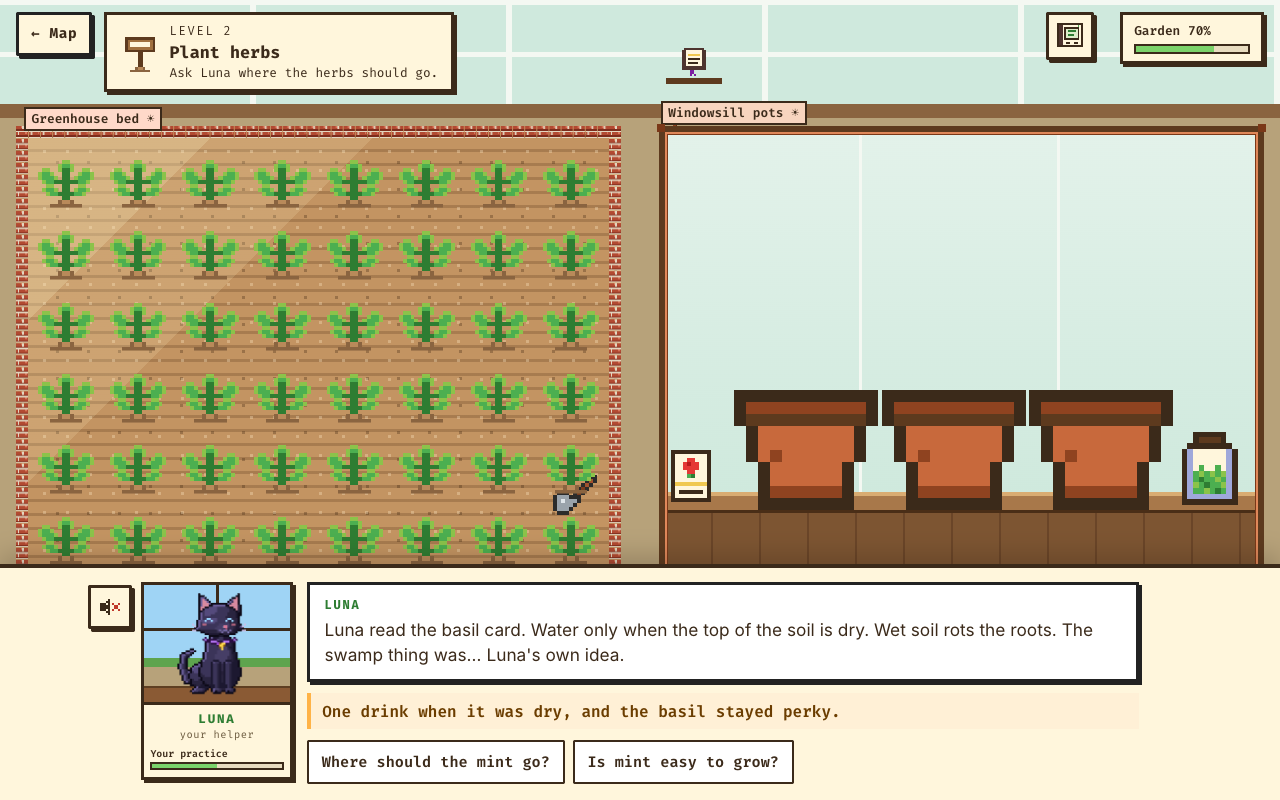 ← Map
LEVEL 2
Plant herbs
Ask Luna where the herbs should go.
Garden 70%
Greenhouse bed ☀
Windowsill pots ☀
LUNA
your helper
Your practice
LUNA
Luna read the basil card. Water only when the top of the soil is dry. Wet soil rots the roots. The
swamp thing was... Luna's own idea.
One drink when it was dry, and the basil stayed perky.
Where should the mint go?
Is mint easy to grow?